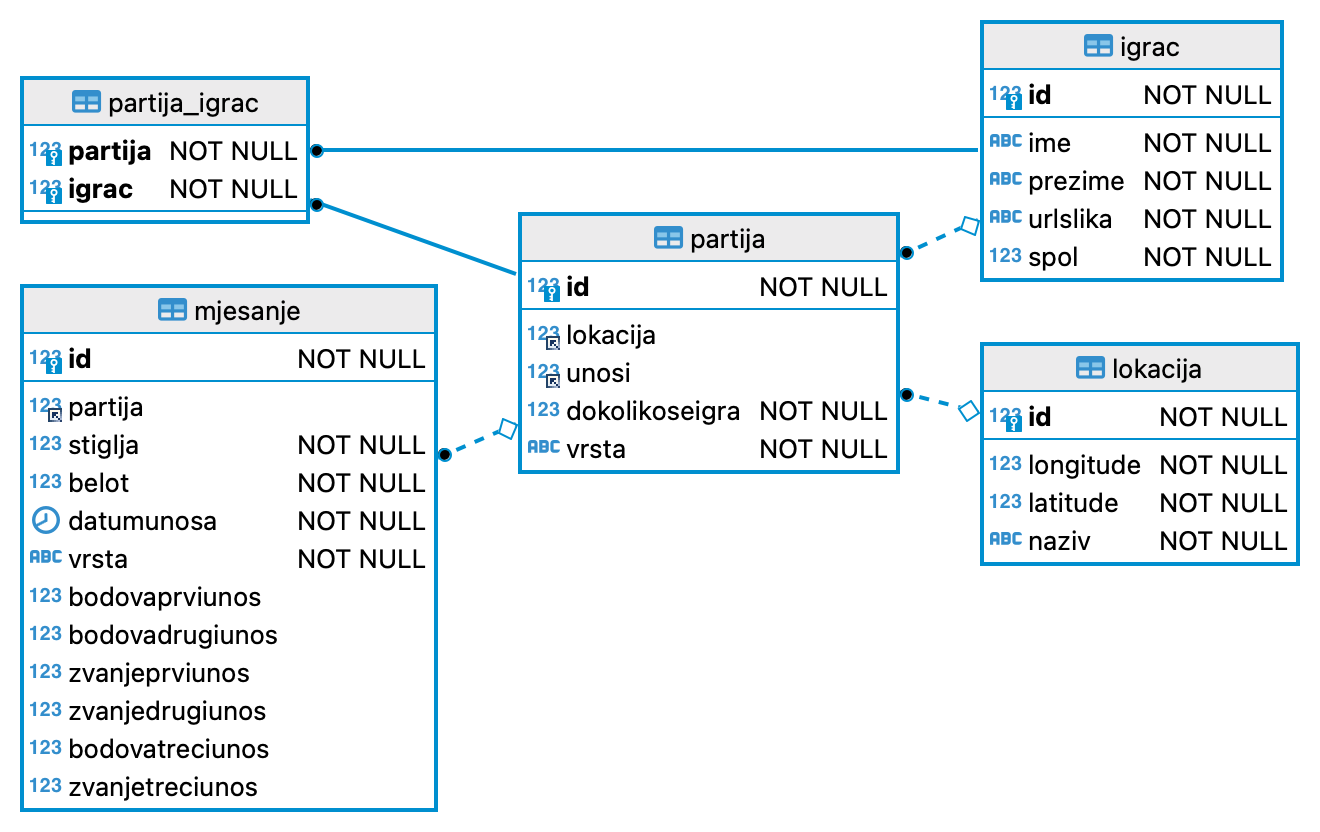 partija_igrac
123 partija NOT NULL
123 igrac NOT NULL
igrac
123 id NOT NULL
ABC ime NOT NULL
ABC prezime NOT NULL
ABC urlslika NOT NULL
123 spol NOT NULL
partija
123 id NOT NULL
123 lokacija
123 unosi
123 dokolikoseigra NOT NULL
ABC vrsta NOT NULL
mjesanje
123 id NOT NULL
123 partija
123 stiglja NOT NULL
123 belot NOT NULL
datumunosa NOT NULL
ABC vrsta NOT NULL
123 bodovaprviunos
123 bodovadrugiunos
123 zvanjeprviunos
123 zvanjedrugiunos
123 bodovatreciunos
123 zvanjetreciunos
lokacija
123 id NOT NULL
123 longitude NOT NULL
123 latitude NOT NULL
ABC naziv NOT NULL